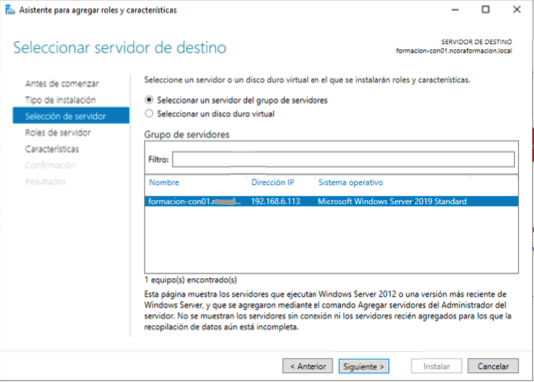 Asistente para agregar roles y características
Seleccionar servidor de destino
SERVIDOR DE DESTINO
formacion-con01.ncoraformacion.local
Antes de comenzar
Tipo de instalación
Selección de servidor
Roles de servidor
Características
Confirmación
Resultados
Seleccione un servidor o un disco duro virtual en el que se instalarán roles y características.
Seleccionar un servidor del grupo de servidores
Seleccionar un disco duro virtual
Grupo de servidores
Filtro:
Nombre Dirección IP Sistema operativo
formacion-con01. 192.168.6.113 Microsoft Windows Server 2019 Standard
1 equipo(s) encontrado(s)
Esta página muestra los servidores que ejecutan Windows Server 2012 o una versión más reciente de
Windows Server, y que se agregaron mediante el comando Agregar servidores del Administrador del
servidor. No se muestran los servidores sin conexión ni los servidores recién agregados para los que la
recopilación de datos aún está incompleta.
< Anterior Siguiente > Instalar Cancelar